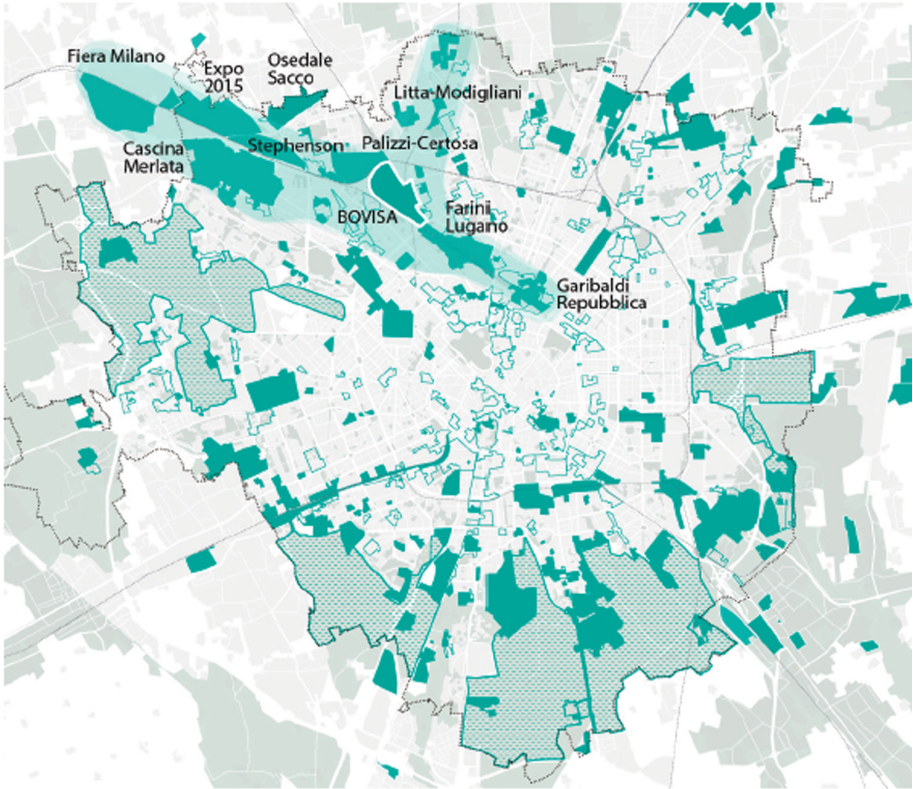 Fiera Milano
Expo
2015
Osedale
Sacco
Litta-Modigliani
Cascina
Merlata
Stephenson
Palizzi-Certosa
BOVISA
Farini
Lugano
Garibaldi
Repubblica